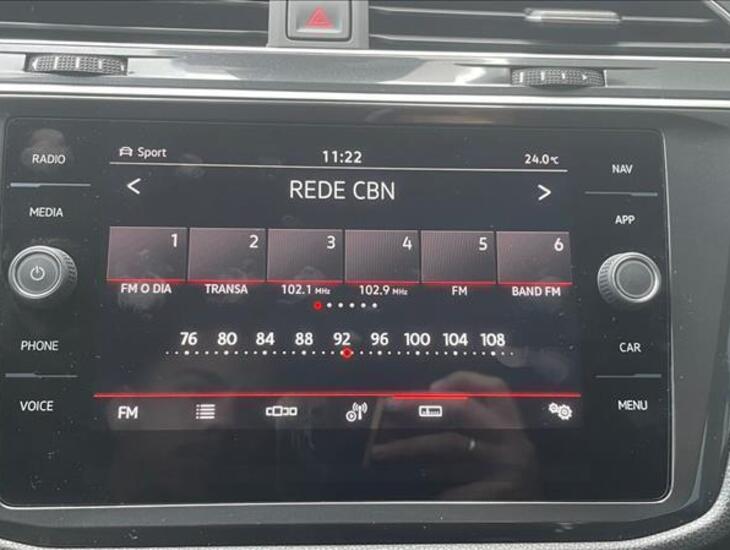 Sport 11:22 24.0°C
< REDE CBN >
1 2 3 4 5 6
FM O DIA TRANSA 102.1 MHz 102.9 MHz FM BAND FM
76 80 84 88 92 96 100 104 108
FM
RADIO
MEDIA
PHONE
VOICE
NAV
APP
CAR
MENU